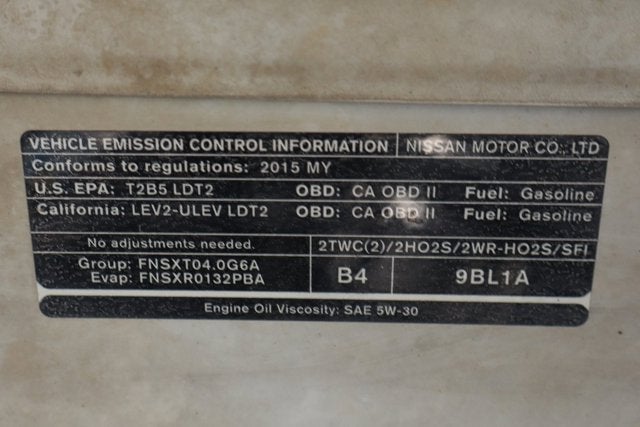 VEHICLE EMISSION CONTROL INFORMATION NISSAN MOTOR CO., LTD
Conforms to regulations: 2015 MY
U.S. EPA: T2B5 LDT2 OBD: CA OBD II Fuel: Gasoline
California: LEV2-ULEV LDT2 OBD: CA OBD II Fuel: Gasoline
No adjustments needed. 2TWC(2)/2HO2S/2WR-HO2S/SFI
Group: FNSXT04.0G6A
Evap: FNSXR0132PBA B4 9BL1A
Engine Oil Viscosity: SAE 5W-30